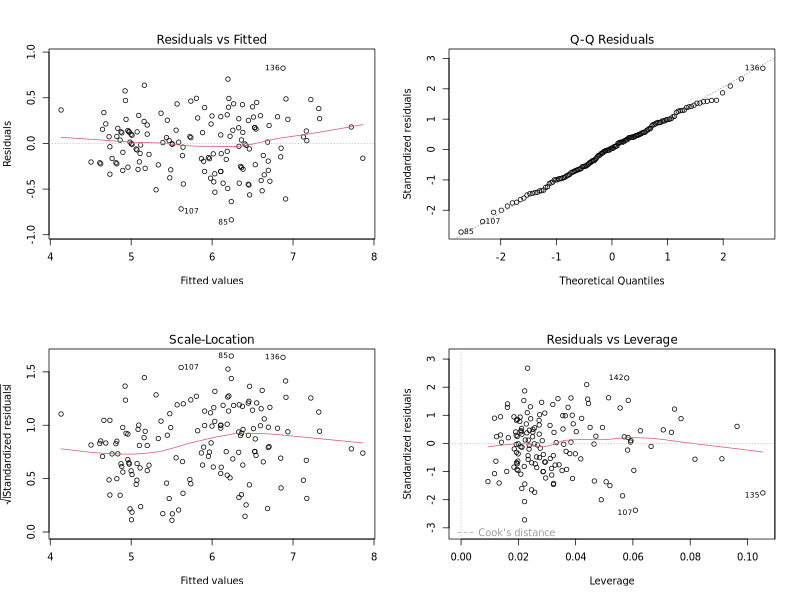 Residuals vs Fitted
Residuals
1.0
0.5
0.0
-0.5
-1.0
136
107
85
4 5 6 7 8
Fitted values
Q-Q Residuals
Standardized residuals
3
2
1
0
-1
-2
136
107
85
-2 -1 0 1 2
Theoretical Quantiles
Scale-Location
√|Standardized residuals|
1.5
1.0
0.5
0.0
107
85
136
4 5 6 7 8
Fitted values
Residuals vs Leverage
Standardized residuals
3
2
1
0
-1
-2
-3
142
135
107
Cook's distance
0.00 0.02 0.04 0.06 0.08 0.10
Leverage